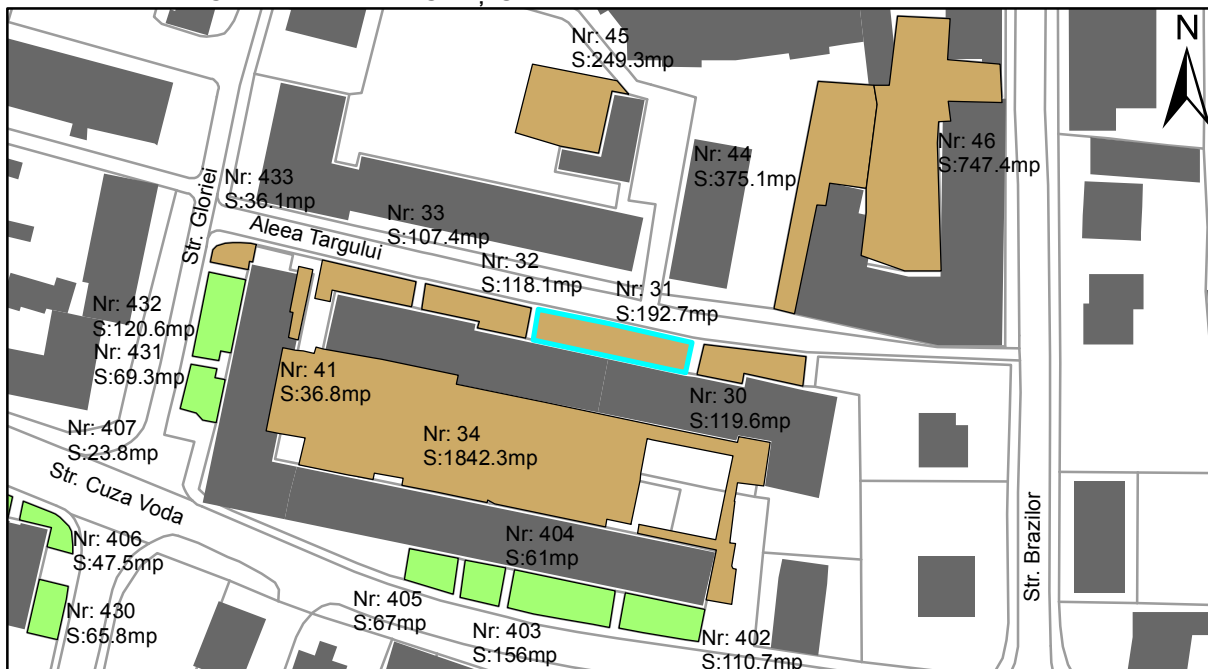 Nr: 45
S:249.3mp
N
Nr: 44
S:375.1mp
Nr: 46
S:747.4mp
Nr: 433
S:36.1mp
Str. Gloriei
Aleea Targului
Nr: 33
S:107.4mp
Nr: 32
S:118.1mp
Nr: 31
S:192.7mp
Nr: 432
S:120.6mp
Nr: 431
S:69.3mp
Nr: 41
S:36.8mp
Nr: 30
S:119.6mp
Nr: 407
S:23.8mp
Nr: 34
S:1842.3mp
Str. Cuza Voda
Nr: 406
S:47.5mp
Nr: 404
S:61mp
Str. Brazilor
Nr: 430
S:65.8mp
Nr: 405
S:67mp
Nr: 403
S:156mp
Nr: 402
S:110.7mp